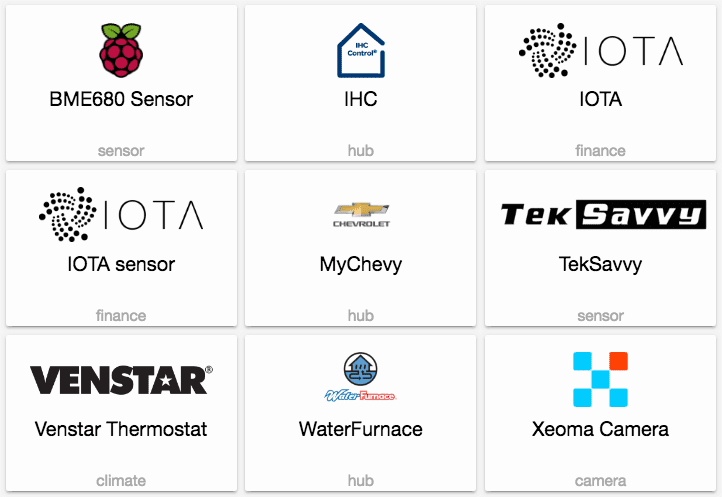 IHC
Control®
IOTA
BME680 Sensor
IHC
IOTA
sensor
hub
finance
IOTA
CHEVROLET
TekSavvy
IOTA sensor
MyChevy
TekSavvy
finance
hub
sensor
VENSTAR®
WaterFurnace
Venstar Thermostat
WaterFurnace
Xeoma Camera
climate
hub
camera